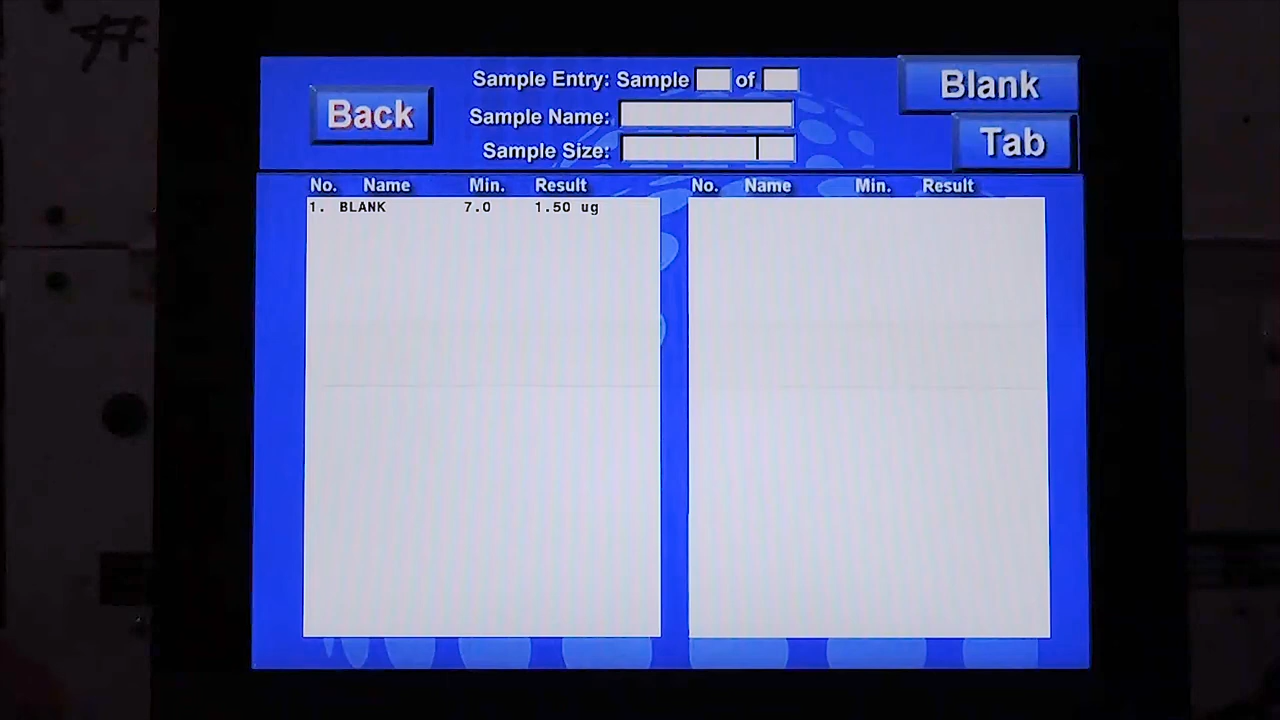 Back
Sample Entry: Sample of
Sample Name:
Sample Size:
Blank
Tab
No. Name Min. Result
1. BLANK 7.0 1.50 ug
No. Name Min. Result